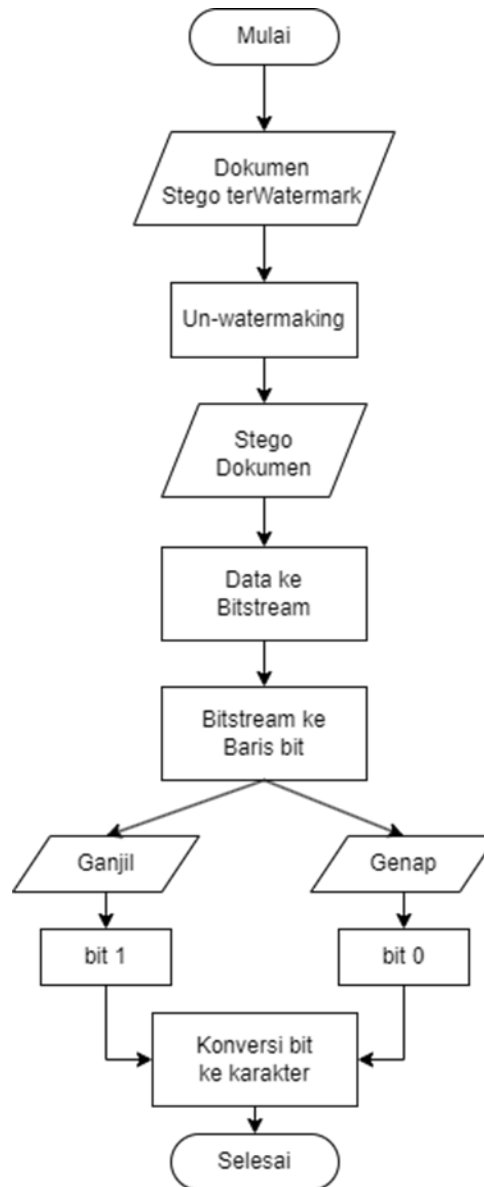 Mulai
Dokumen
Stego terWatermark
Un-watermaking
Stego
Dokumen
Data ke
Bitstream
Bitstream ke
Baris bit
Ganjil
Genap
bit 1
bit 0
Konversi bit
ke karakter
Selesai